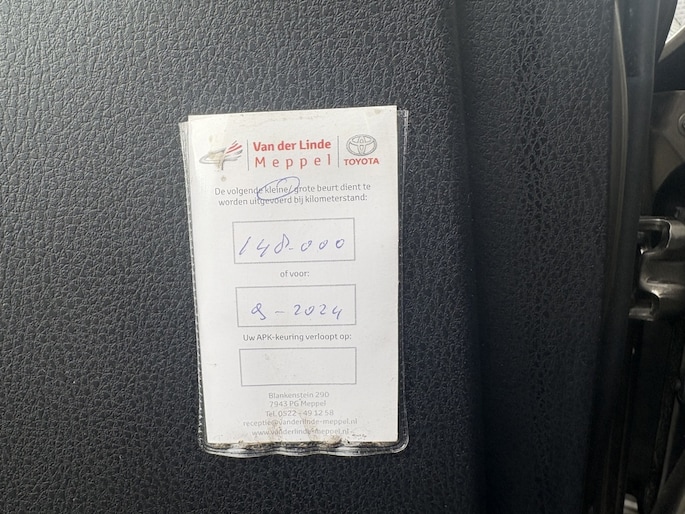 Van der Linde
Meppel
TOYOTA
De volgende kleine/ grote beurt dient te
worden uitgevoerd bij kilometerstand:
148.000
of voor:
- 2024
Uw APK-keuring verloopt op:
Blankenstein 290
7943 PG Meppel
Tel. 0522 - 49 12 58
receptie@vanderlinde-meppel.nl
www.vanderlinde-meppel.nl